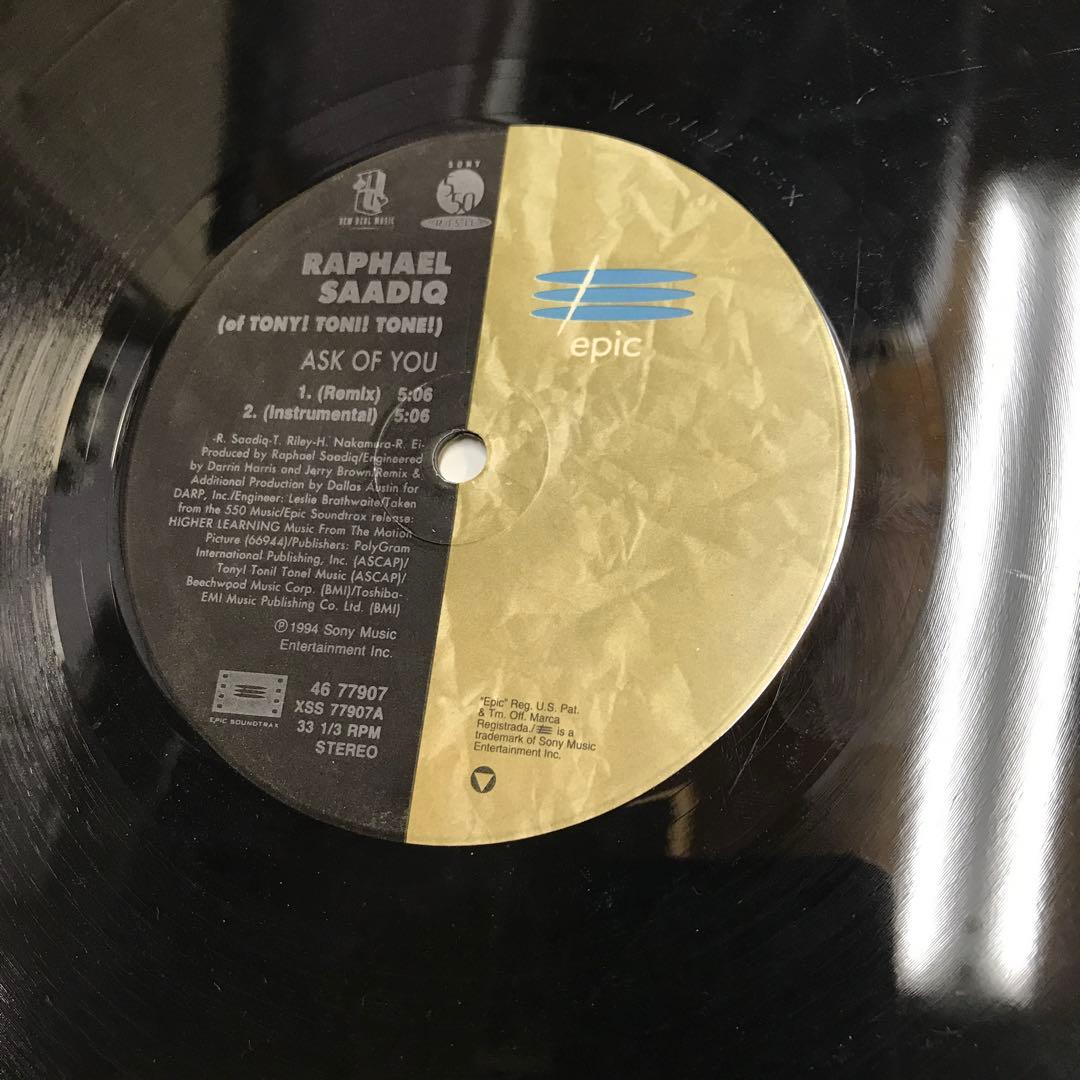 NEW DEAL MUSIC
SONY
550
MUSIC
RAPHAEL
SAADIQ
(of TONY! TONI! TONE!)
ASK OF YOU
1. (Remix) 5:06
2. (Instrumental) 5:06
-R. Saadiq-T. Riley-H. Nakamura-R. Ei-
Produced by Raphael Saadiq/Engineered
by Darrin Harris and Jerry Brown/Remix &
Additional Production by Dallas Austin for
DARP, Inc./Engineer: Leslie Brathwaite/Taken
from the 550 Music/Epic Soundtrax release:
HIGHER LEARNING Music From The Motion
Picture (66944)/Publishers: PolyGram
International Publishing, Inc. (ASCAP)/
Tony! Toni! Tone! Music (ASCAP)/
Beechwood Music Corp. (BMI)/Toshiba-
EMI Music Publishing Co. Ltd. (BMI)
℗1994 Sony Music
Entertainment Inc.
EPIC SOUNDTRAX
46 77907
XSS 77907A
33 1/3 RPM
STEREO
epic
"Epic" Reg. U.S. Pat.
& Tm. Off. Marca
Registrada./ is a
trademark of Sony Music
Entertainment Inc.